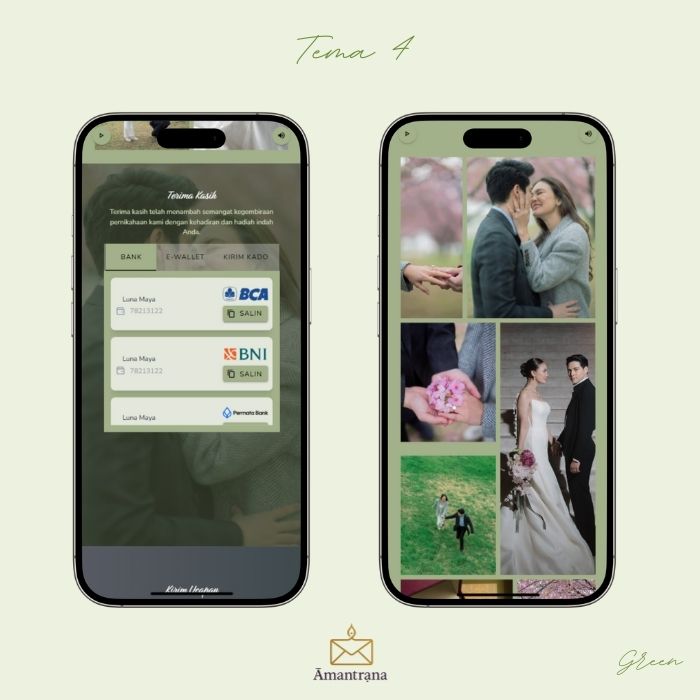 Tema 4
Terima Kasih
Terima kasih telah menambah semangat kegembiraan
pernikahaan kami dengan kehadiran dan hadiah indah
Anda.
BANK E-WALLET KIRIM KADO
Luna Maya
BCA
78213122
SALIN
Luna Maya
BNI
78213122
SALIN
Luna Maya
Permata Bank
Kirim Ucapan
Āmantraṇa
Green